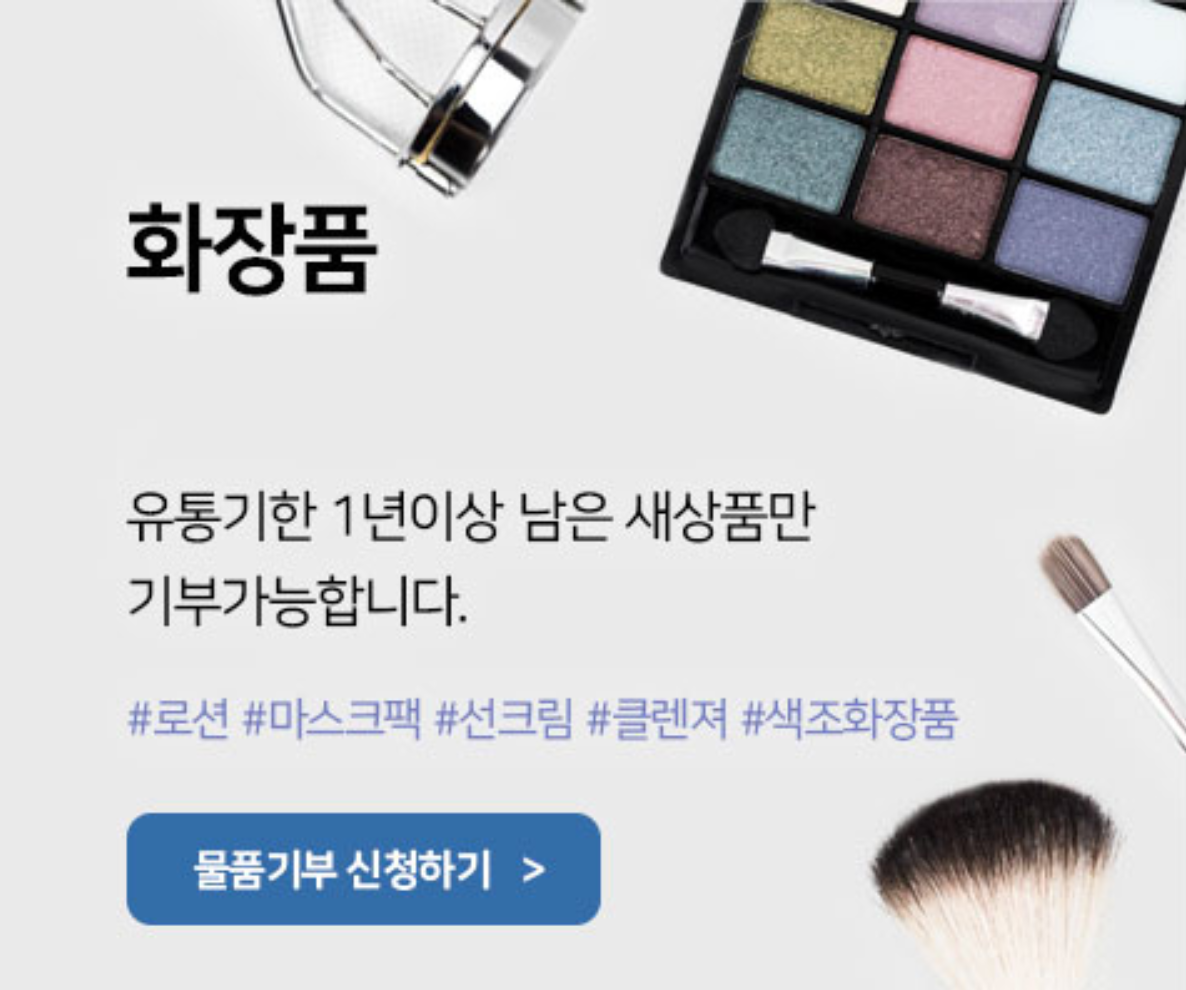 화장품
유통기한 1년이상 남은 새상품만
기부가능합니다.
#로션 #마스크팩 #선크림 #클렌져 #색조화장품
물품기부 신청하기 >